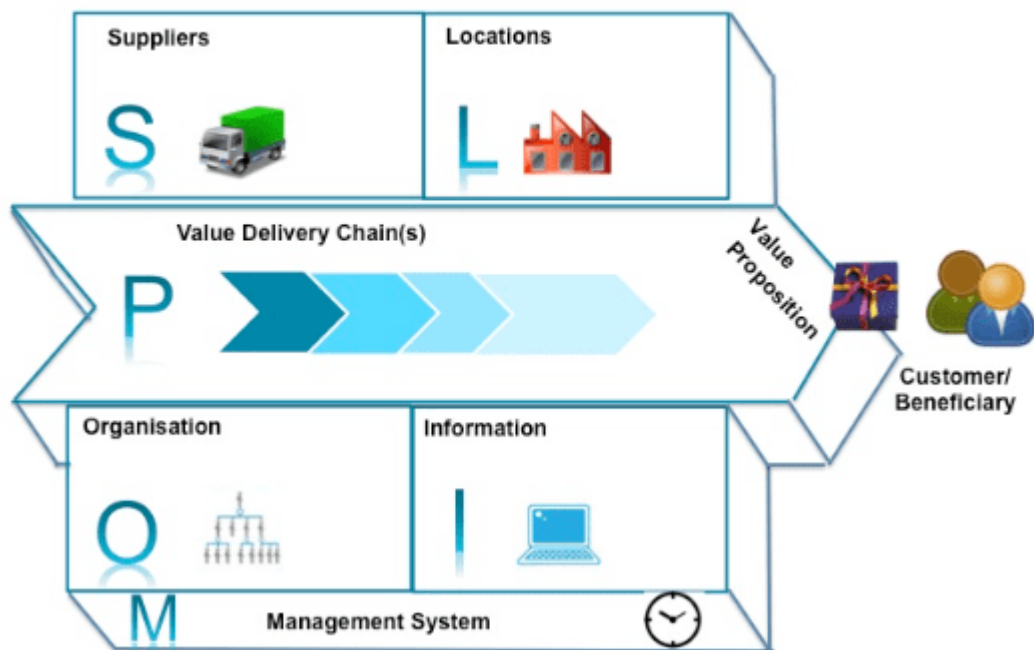 Suppliers
Locations
S
L
Value Delivery Chain(s)
P
Value
Proposition
Customer/
Beneficiary
Organisation
Information
O
I
M
Management System